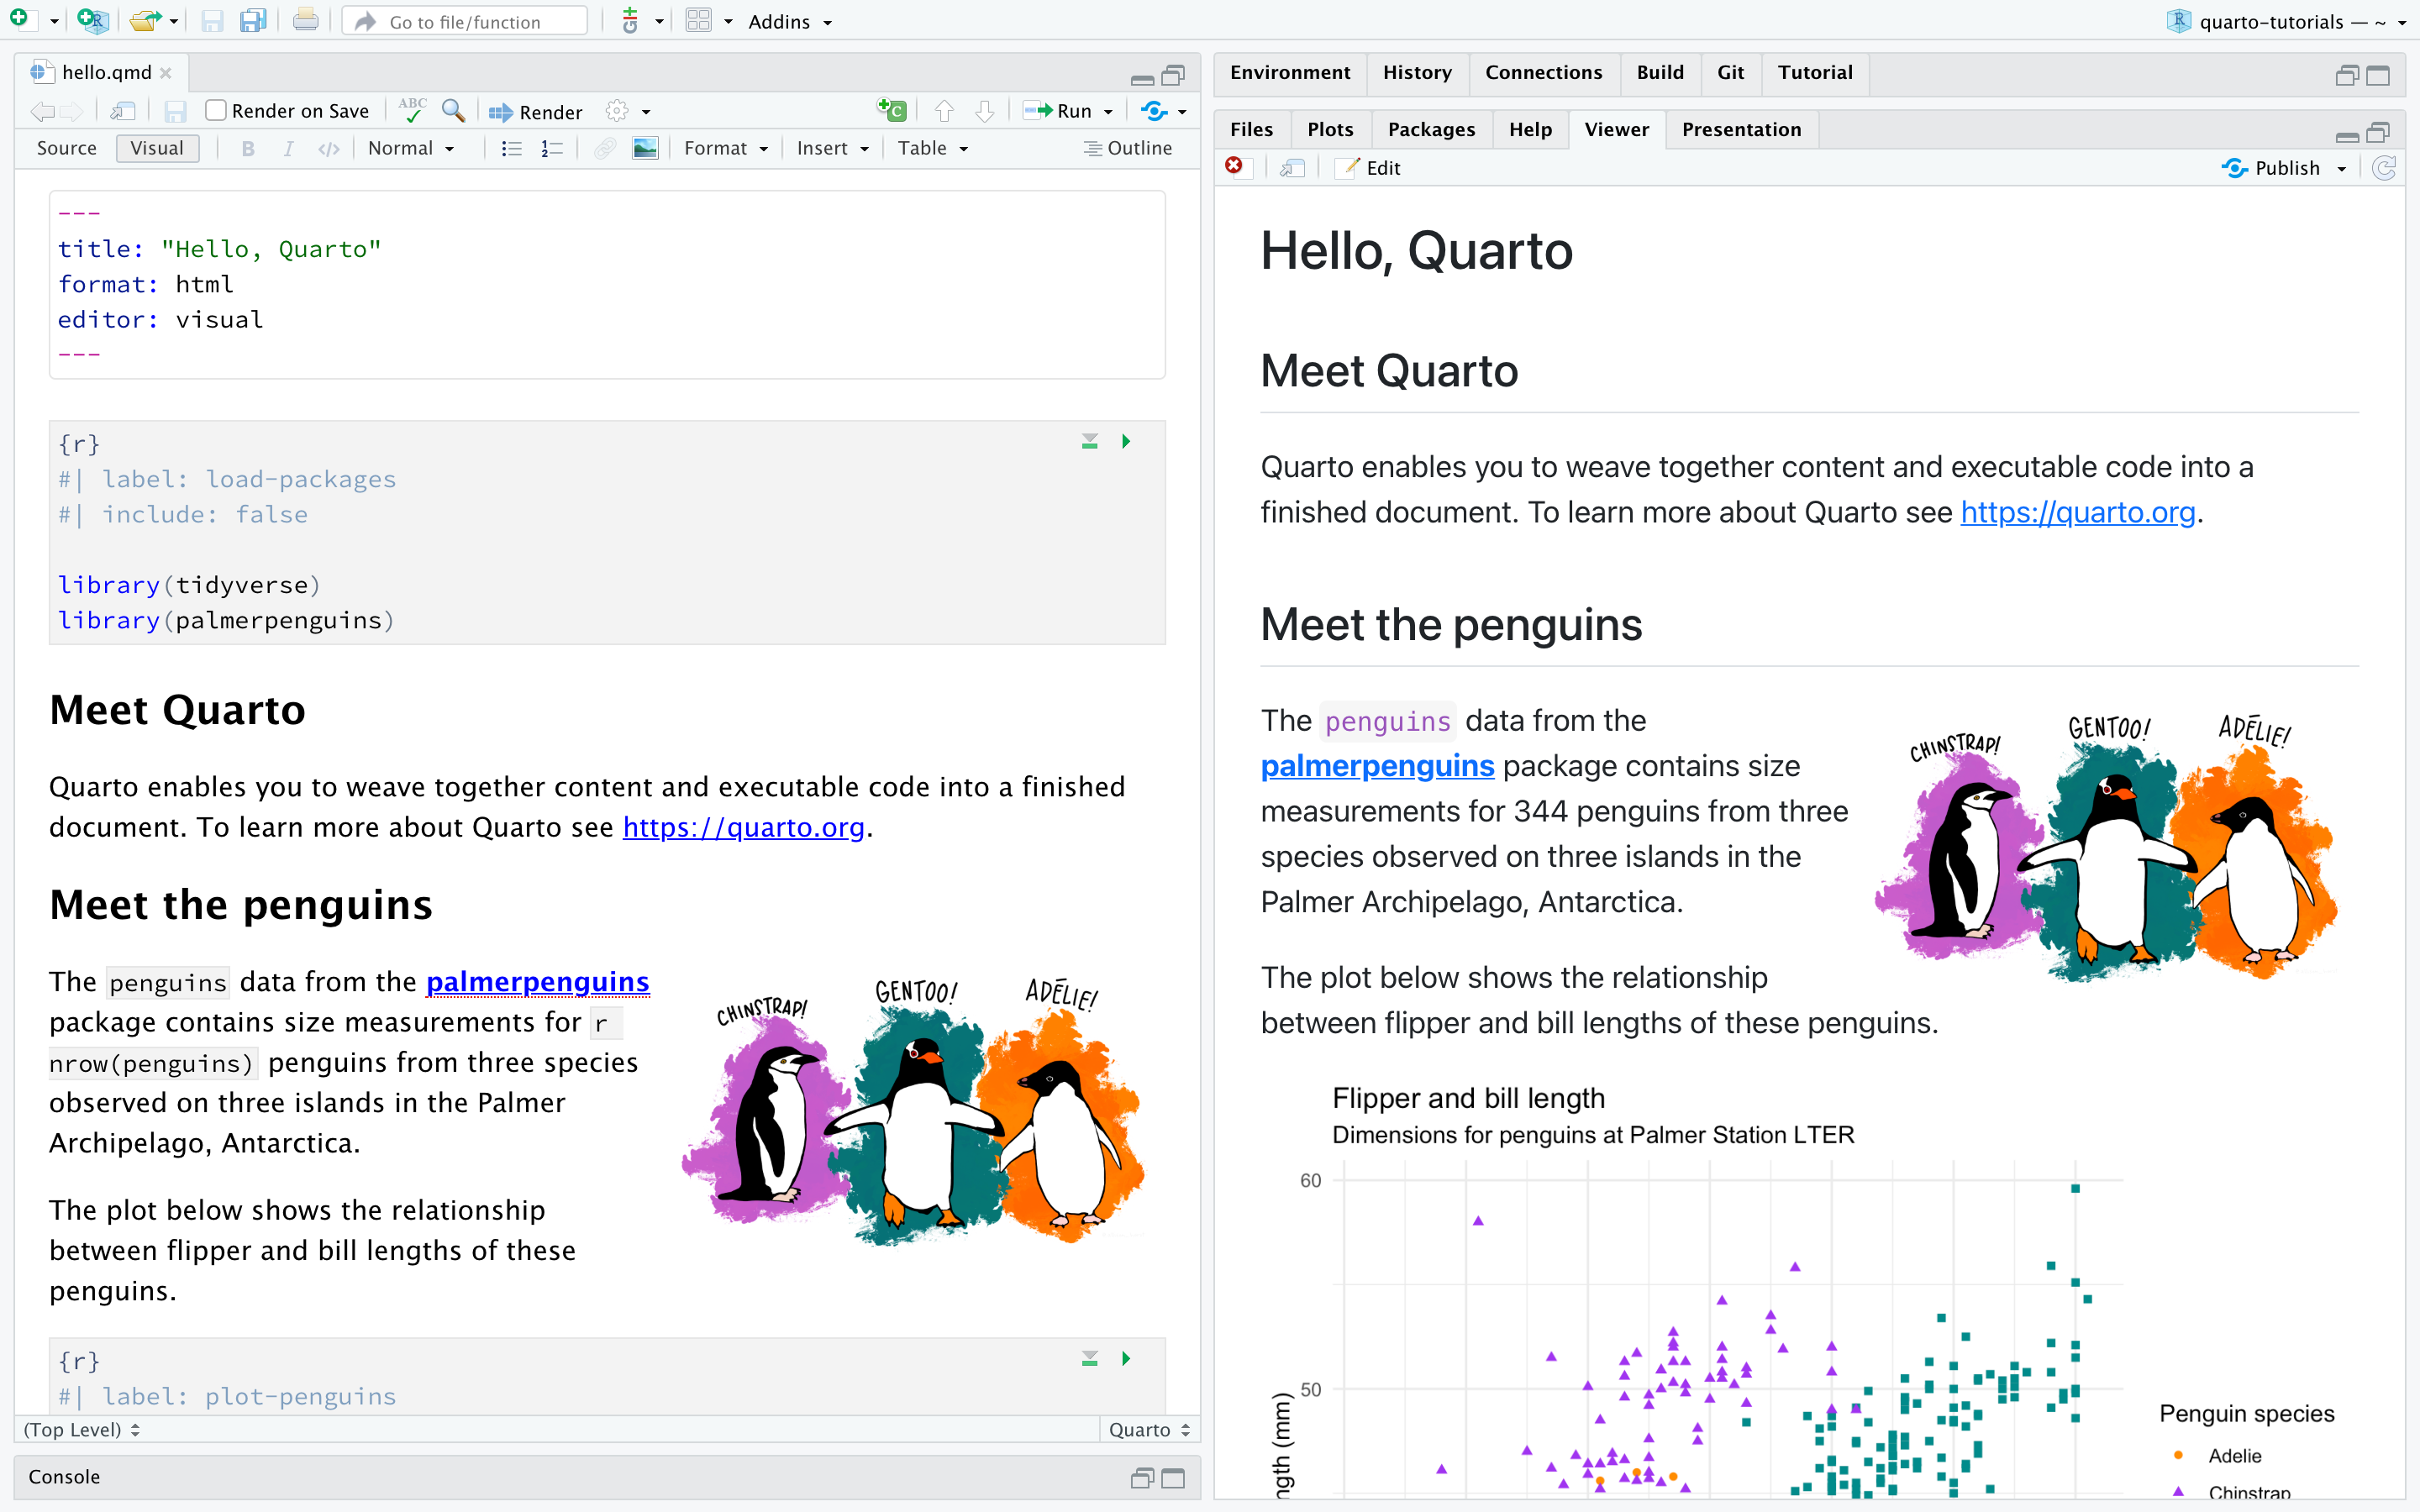 Go to file/function
Addins
quarto-tutorials — ~
hello.qmd
Render on Save
ABC
Render
Run
Source
Visual
B
I
</>
Normal
Format
Insert
Table
Outline
---
title: "Hello, Quarto"
format: html
editor: visual
---
{r}
#| label: load-packages
#| include: false
library(tidyverse)
library(palmerpenguins)
Meet Quarto
Quarto enables you to weave together content and executable code into a finished
document. To learn more about Quarto see https://quarto.org.
Meet the penguins
The penguins data from the palmerpenguins
package contains size measurements for r
nrow(penguins) penguins from three species
observed on three islands in the Palmer
Archipelago, Antarctica.
CHINSTRAP!
GENTOO!
ADÉLIE!
The plot below shows the relationship
between flipper and bill lengths of these
penguins.
{r}
#| label: plot-penguins
(Top Level)
Quarto
Console
Environment
History
Connections
Build
Git
Tutorial
Files
Plots
Packages
Help
Viewer
Presentation
Edit
Publish
Hello, Quarto
Meet Quarto
Quarto enables you to weave together content and executable code into a
finished document. To learn more about Quarto see https://quarto.org.
Meet the penguins
The penguins data from the
palmerpenguins package contains size
measurements for 344 penguins from three
species observed on three islands in the
Palmer Archipelago, Antarctica.
CHINSTRAP!
GENTOO!
ADÉLIE!
The plot below shows the relationship
between flipper and bill lengths of these penguins.
Flipper and bill length
Dimensions for penguins at Palmer Station LTER
60
50
ngth (mm)
Penguin species
Adelie
Chinstrap